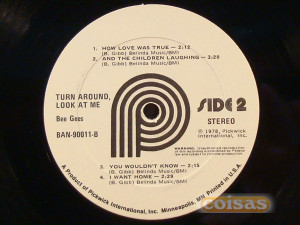 1. HOW LOVE WAS TRUE — 2:12
(B. Gibb) Belinda Music/BMI
2. AND THE CHILDREN LAUGHING — 3:20
(B. Gibb) Belinda Music/BMI
TURN AROUND,
LOOK AT ME
Bee Gees
BAN-90011-B
SIDE 2
STEREO
℗ 1978, Pickwick
International, Inc.
3. YOU WOULDN'T KNOW — 2:15
(B. Gibb) Belinda Music/BMI
4. I WANT HOME — 2:29
(B. Gibb) Belinda Music/BMI
A Product of Pickwick International, Inc. Minneapolis, MN Printed in U.S.A.
coisas